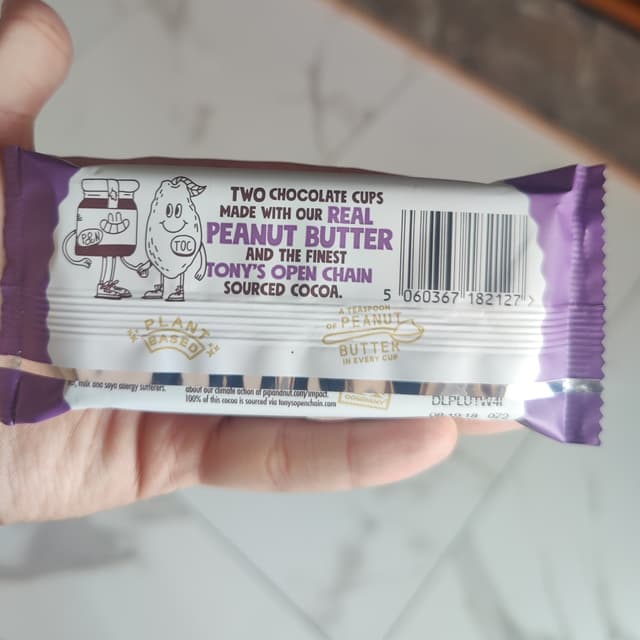 P&N
TOC
TWO CHOCOLATE CUPS
MADE WITH OUR REAL
PEANUT BUTTER
AND THE FINEST
TONY'S OPEN CHAIN
SOURCED COCOA.
5 060367 182127 >
PLANT
BASED
A TEASPOON
OF PEANUT
BUTTER
IN EVERY CUP
milk and soya allergy sufferers.
about our climate action at pipandnut.com/impact.
100% of this cocoa is sourced via tonysopenchain.com
COMPANY